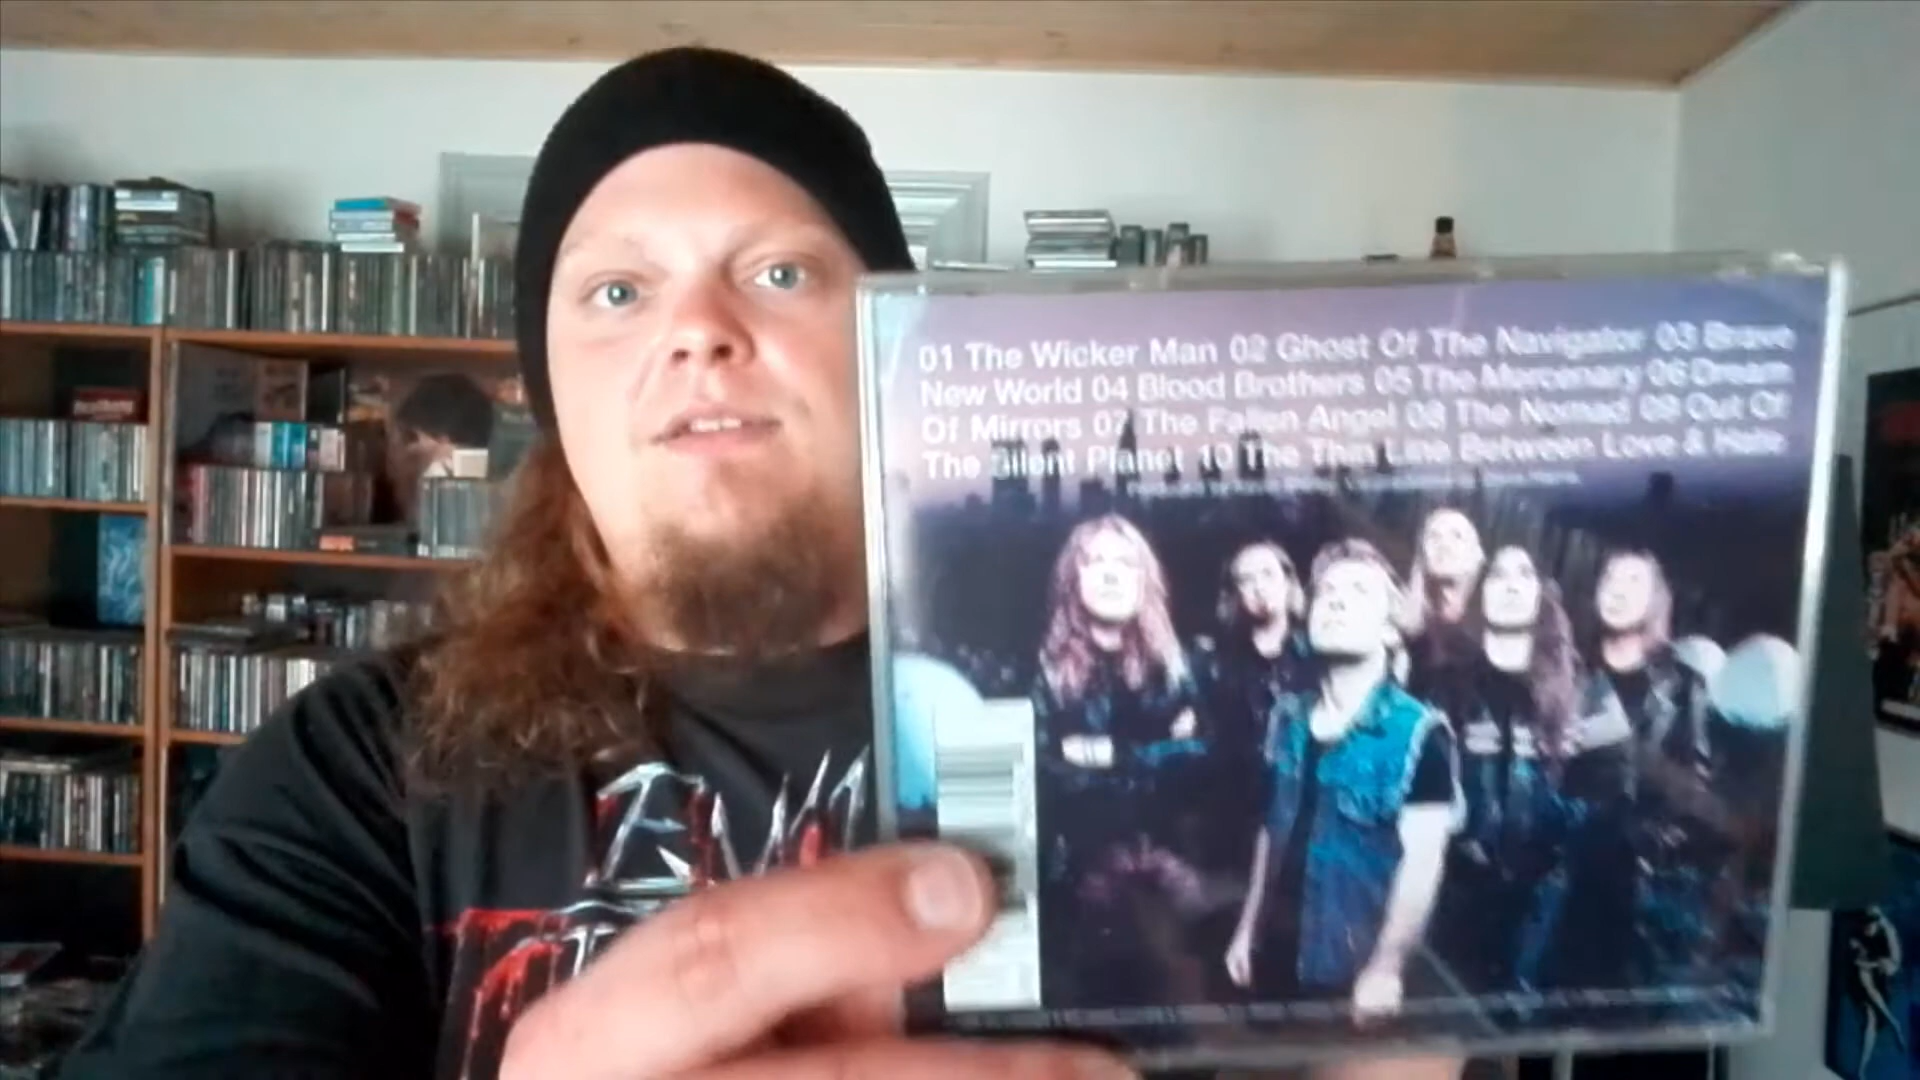 01 The Wicker Man 02 Ghost Of The Navigator 03 Brave
New World 04 Blood Brothers 05 The Mercenary 06 Dream
Of Mirrors 07 The Fallen Angel 08 The Nomad 09 Out Of
The Silent Planet 10 The Thin Line Between Love & Hate